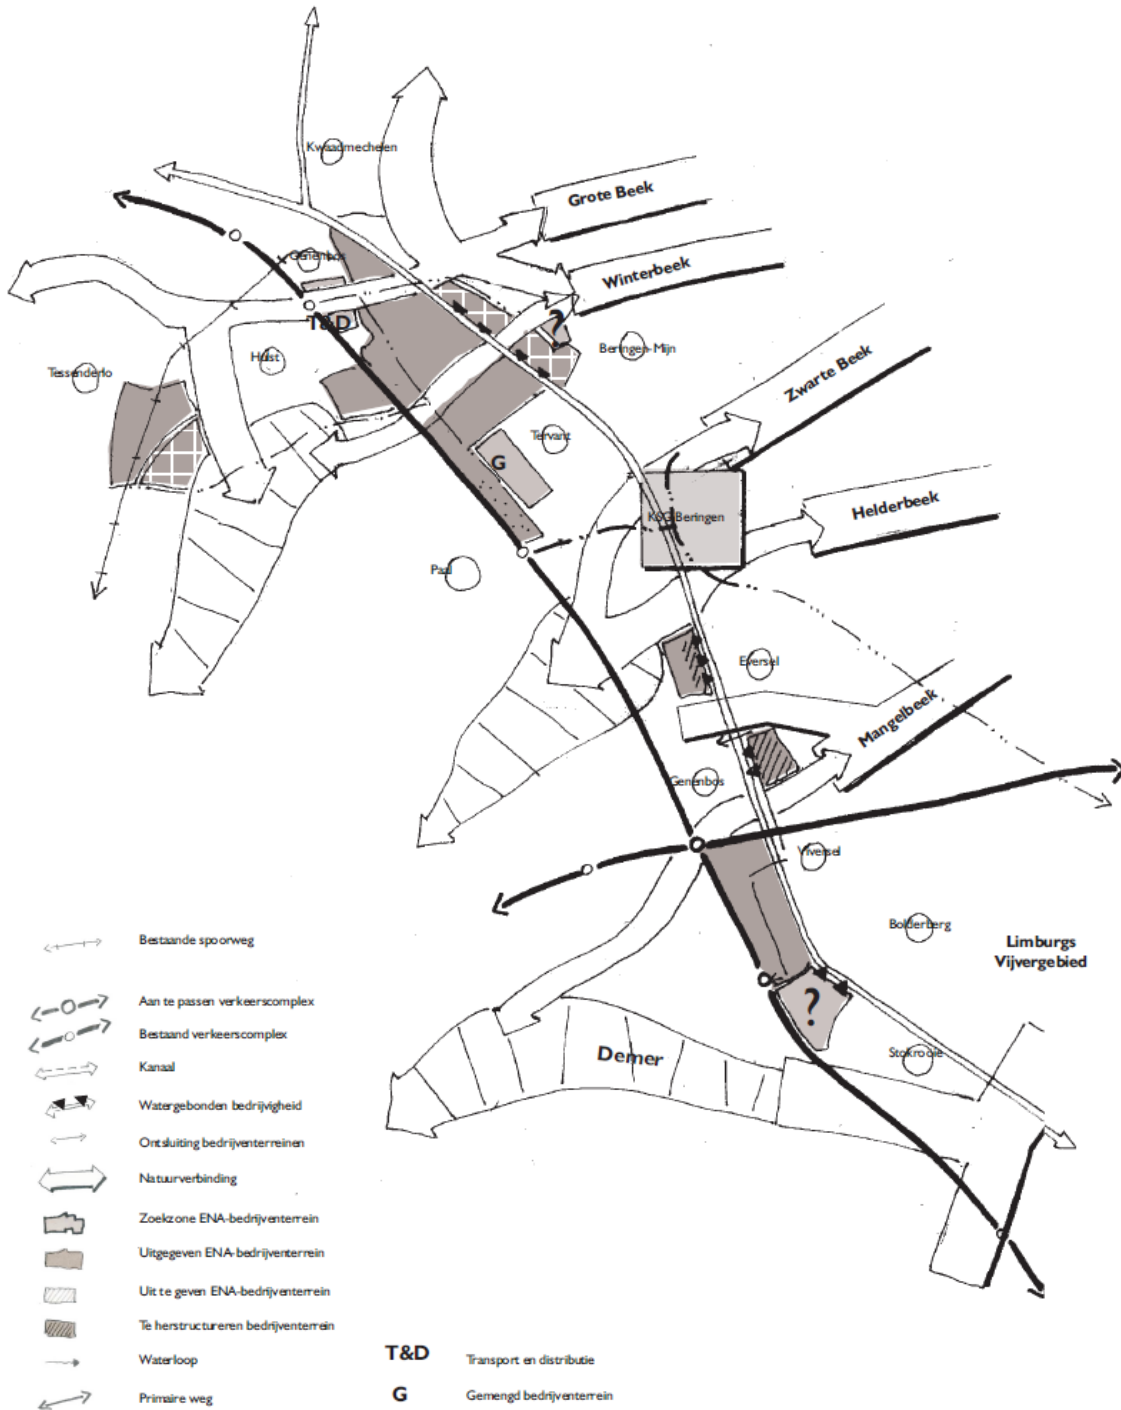 Kwaadmechelen
Grote Beek
Genenbos
Winterbeek
T&D
?
Beringen-Mijn
Hulst
Tessenderlo
Zwarte Beek
Tervant
G
Helderbeek
KSG Beringen
Paal
Eversel
Mangelbeek
Genenbos
Viversel
Bolderberg
Limburgs
Vijvergebied
?
Stokrooie
Demer
Bestaande spoorweg
Aan te passen verkeerscomplex
Bestaand verkeerscomplex
Kanaal
Watergebonden bedrijvigheid
Ontsluiting bedrijventerreinen
Natuurverbinding
Zoekzone ENA-bedrijventerrein
Uitgegeven ENA-bedrijventerrein
Uit te geven ENA-bedrijventerrein
Te herstructureren bedrijventerrein
Waterloop
Primaire weg
T&D Transport en distributie
G Gemengd bedrijventerrein